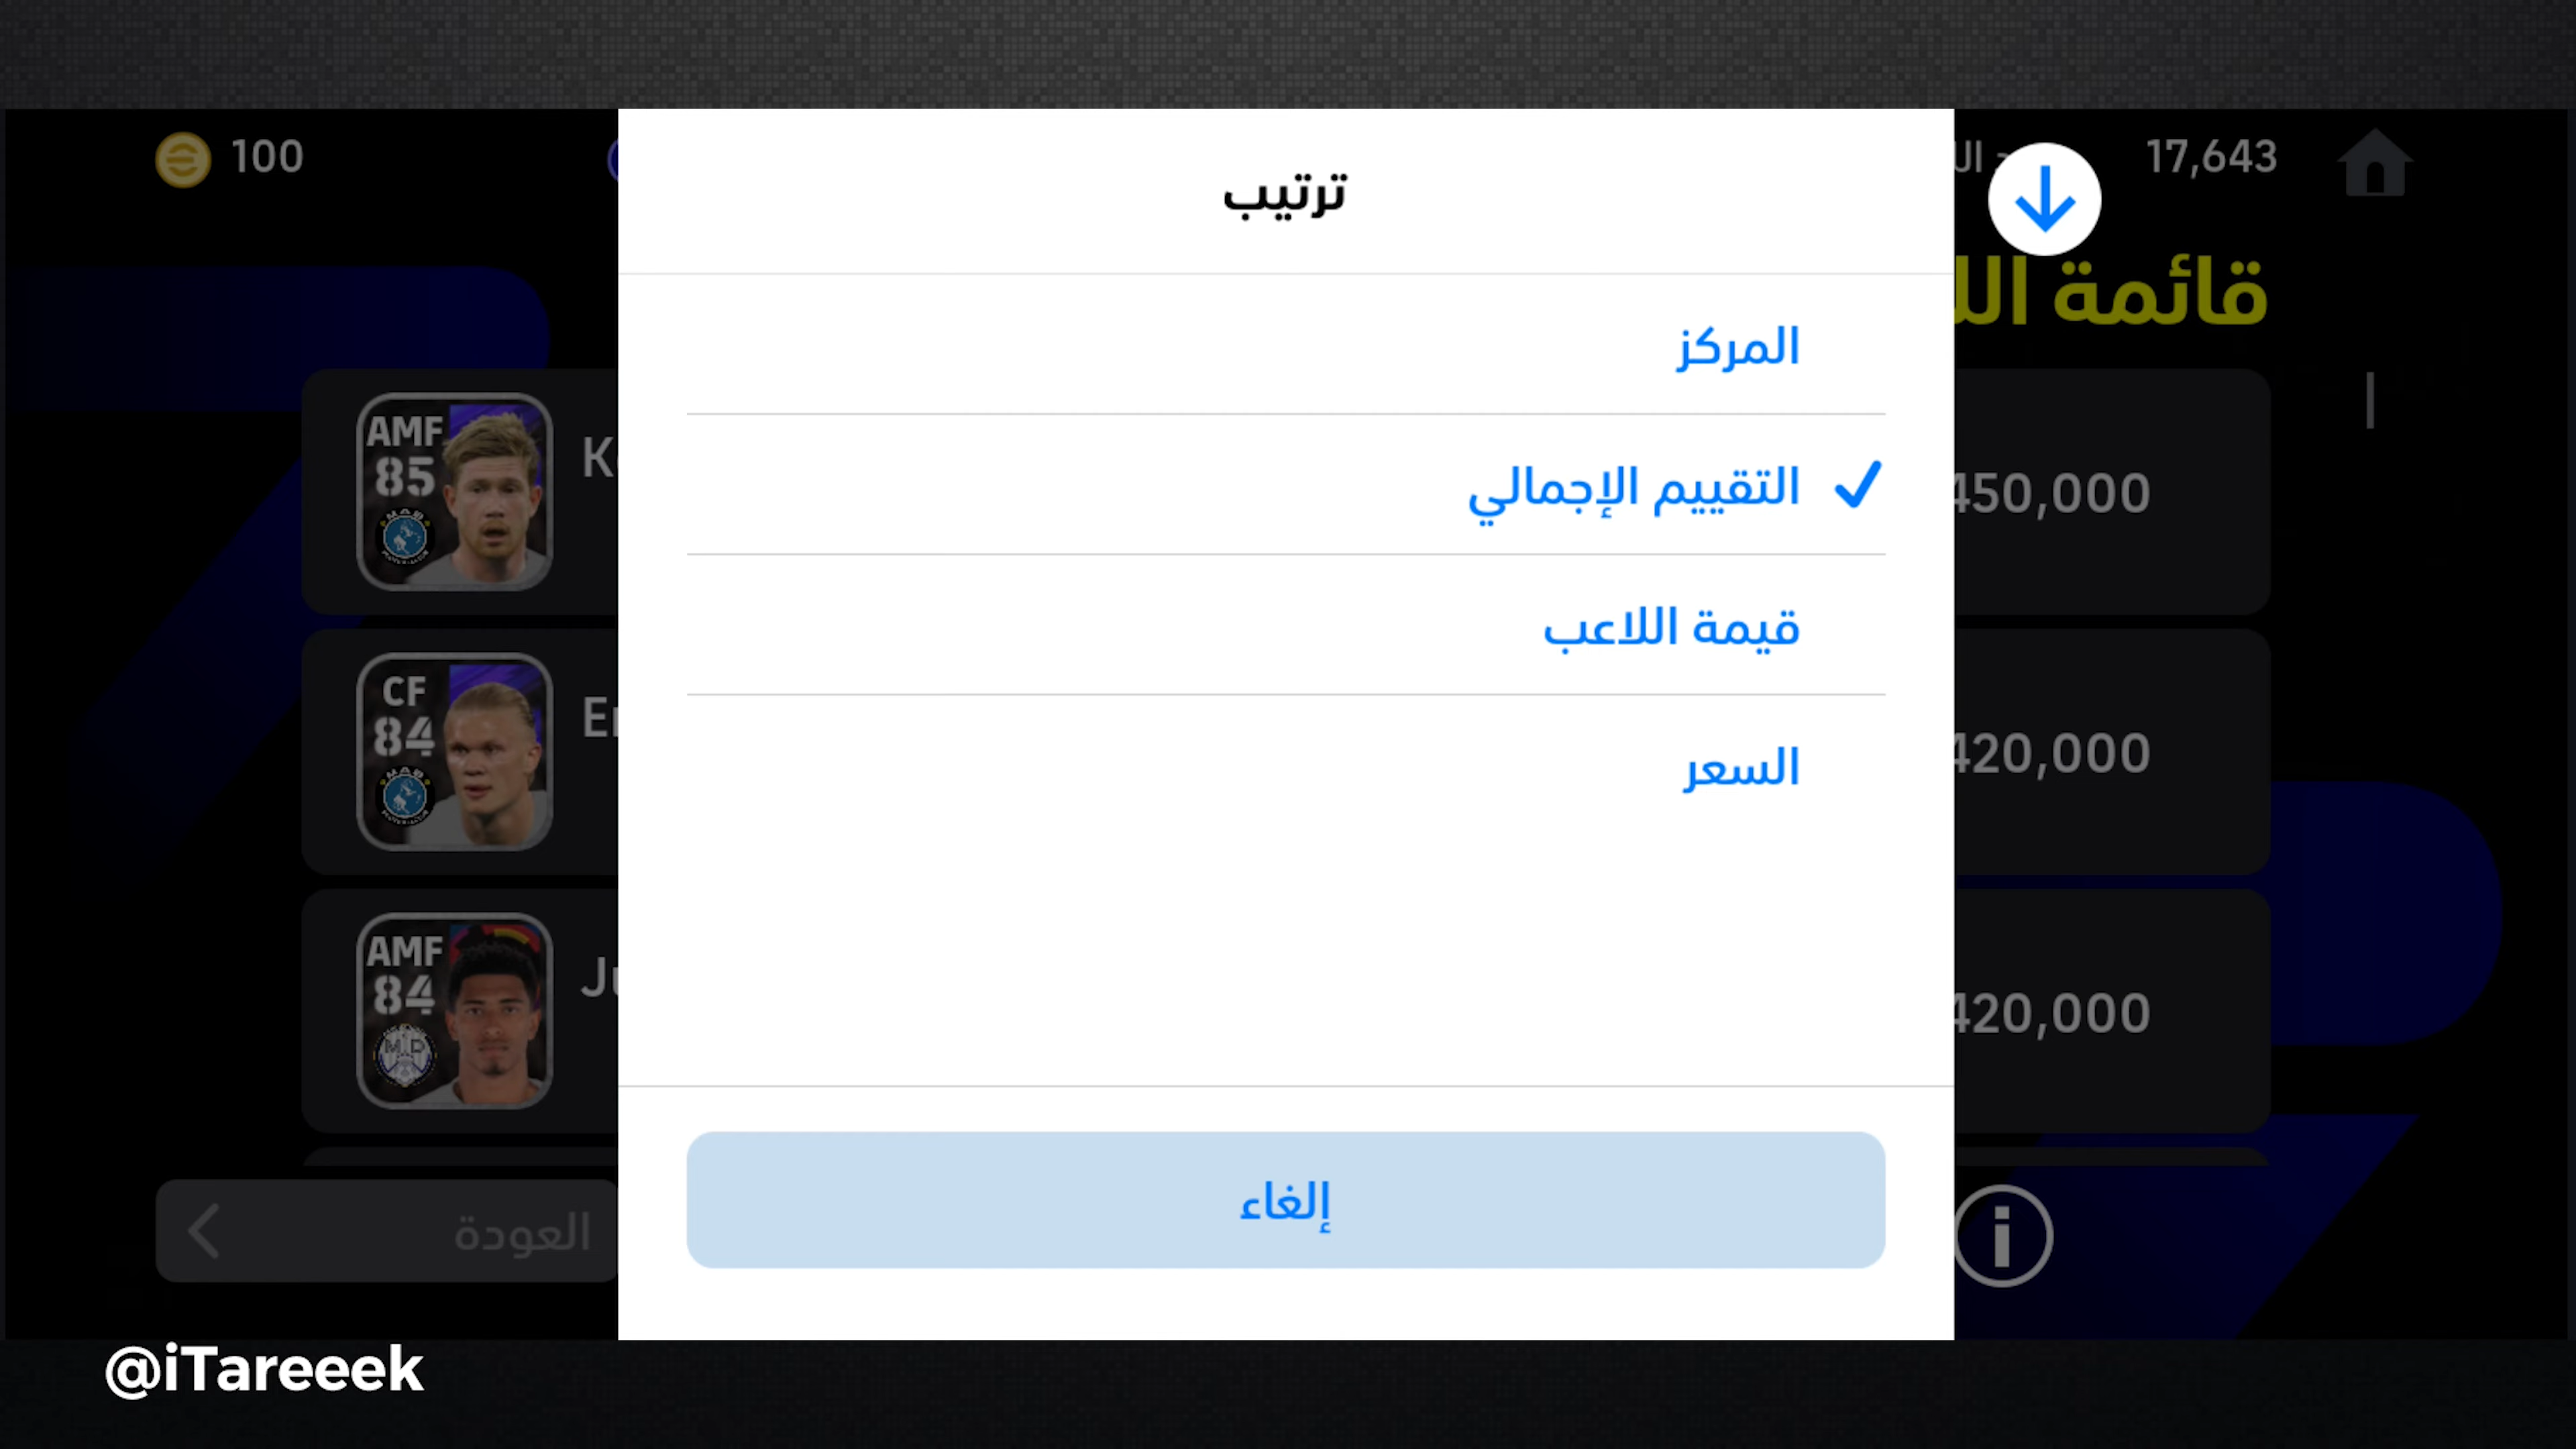 100
17,643
ترتيب
قائمة
المركز
التقييم الإجمالي
قيمة اللاعب
السعر
إلغاء
AMF
85
450,000
CF
84
420,000
AMF
84
420,000
العودة
@iTareeek